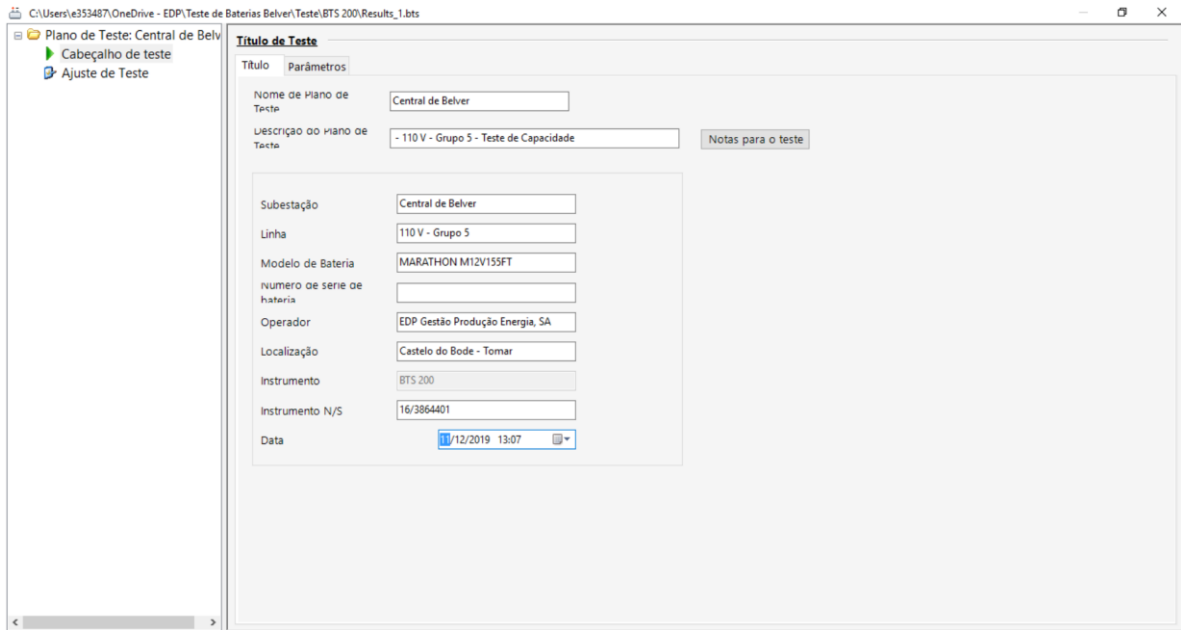 C:\Users\e353487\OneDrive - EDP\Teste de Baterias Belver\Teste\BTS 200\Results_1.bts
Plano de Teste: Central de Belv
Cabeçalho de teste
Ajuste de Teste
Título de Teste
Título Parâmetros
Nome de Plano de
Teste
Central de Belver
Descrição do Plano de
Teste
- 110 V - Grupo 5 - Teste de Capacidade
Notas para o teste
Subestação Central de Belver
Linha 110 V - Grupo 5
Modelo de Bateria MARATHON M12V155FT
Número de série de
bateria
Operador EDP Gestão Produção Energia, SA
Localização Castelo do Bode - Tomar
Instrumento BTS 200
Instrumento N/S 16/3864401
Data 11/12/2019 13:07